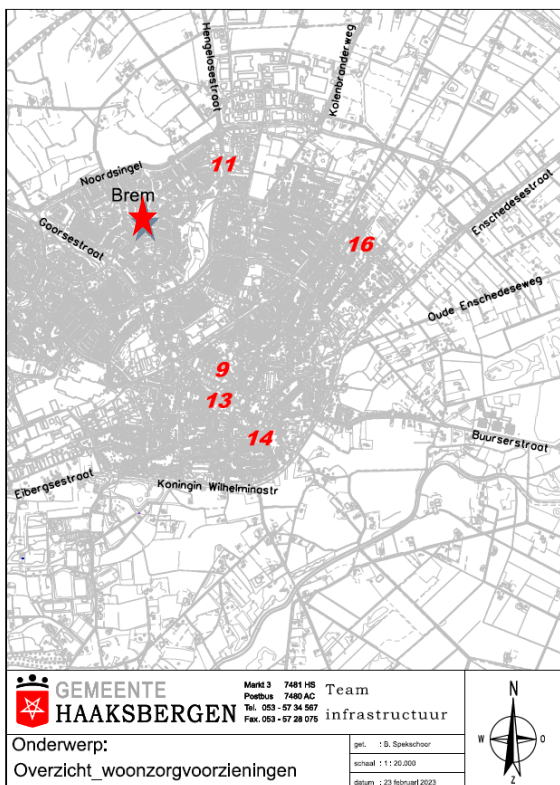 Hengelosestraat
Kolenbranderweg
11
Noordsingel
Brem
Enschedesestraat
Goorsestraat
16
Oude Enschedeseweg
9
13
14
Buurserstraat
Eibergsestraat
Koningin Wilhelminastr
GEMEENTE
HAAKSBERGEN
Markt 3 7481 HS
Postbus 7480 AC
Tel. 053 - 57 34 567
Fax. 053 - 57 28 075
Team
infrastructuur
N
W O
Z
Onderwerp:
Overzicht_woonzorgvoorzieningen
get. : B. Spekschoor
schaal : 1 : 20.000
datum : 23 februari 2023